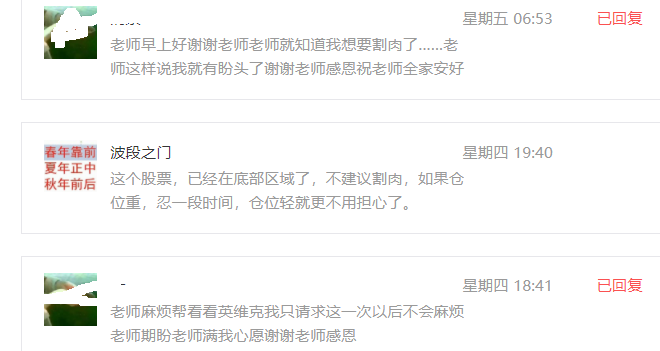 星期五 06:53
已回复
老师早上好谢谢老师老师就知道我想要割肉了……老
师这样说我就有盼头了谢谢老师感恩祝老师全家安好
春年靠前
夏年正中
秋年前后
波段之门
星期四 19:40
这个股票，已经在底部区域了，不建议割肉，如果仓
位重，忍一段时间，仓位轻就更不用担心了。
-
星期四 18:41
已回复
老师麻烦帮看看英维克我只请求这一次以后不会麻烦
老师期盼老师满我心愿谢谢老师感恩